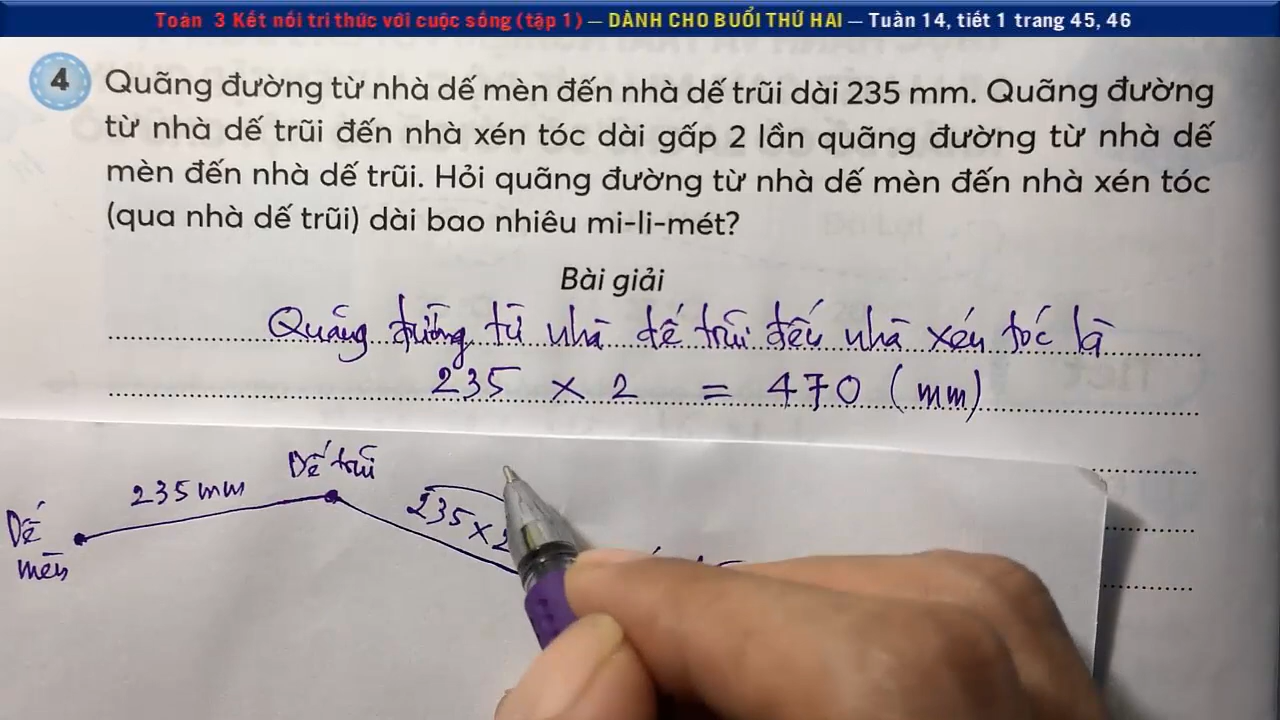 Toán 3 Kết nối tri thức với cuộc sống (tập 1) – DÀNH CHO BUỔI THỨ HAI – Tuần 14, tiết 1 trang 45, 46
4 Quãng đường từ nhà dế mèn đến nhà dế trũi dài 235 mm. Quãng đường
từ nhà dế trũi đến nhà xén tóc dài gấp 2 lần quãng đường từ nhà dế
mèn đến nhà dế trũi. Hỏi quãng đường từ nhà dế mèn đến nhà xén tóc
(qua nhà dế trũi) dài bao nhiêu mi-li-mét?
Bài giải
Quãng đường từ nhà dế trũi đến nhà xén tóc là
235 x 2 = 470 (mm)
Dế trũi
235 mm
235 x 2
Dế
mèn